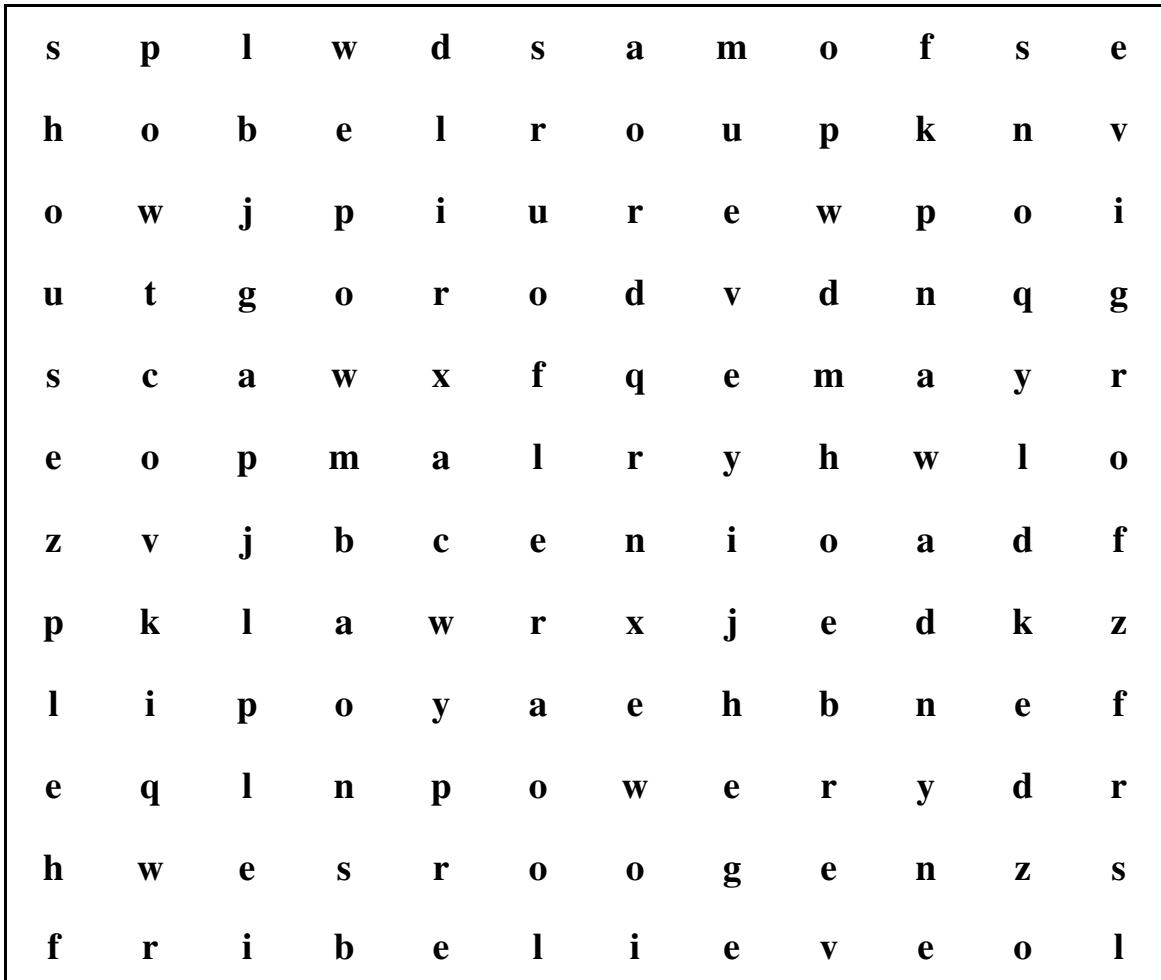 s p l w d s a m o f s e
h o b e l r o u p k n v
o w j p i u r e w p o i
u t g o r o d v d n q g
s c a w x f q e m a y r
e o p m a l r y h w l o
z v j b c e n i o a d f
p k l a w r x j e d k z
l i p o y a e h b n e f
e q l n p o w e r y d r
h w e s r o o g e n z s
f r i b e l i e v e o l